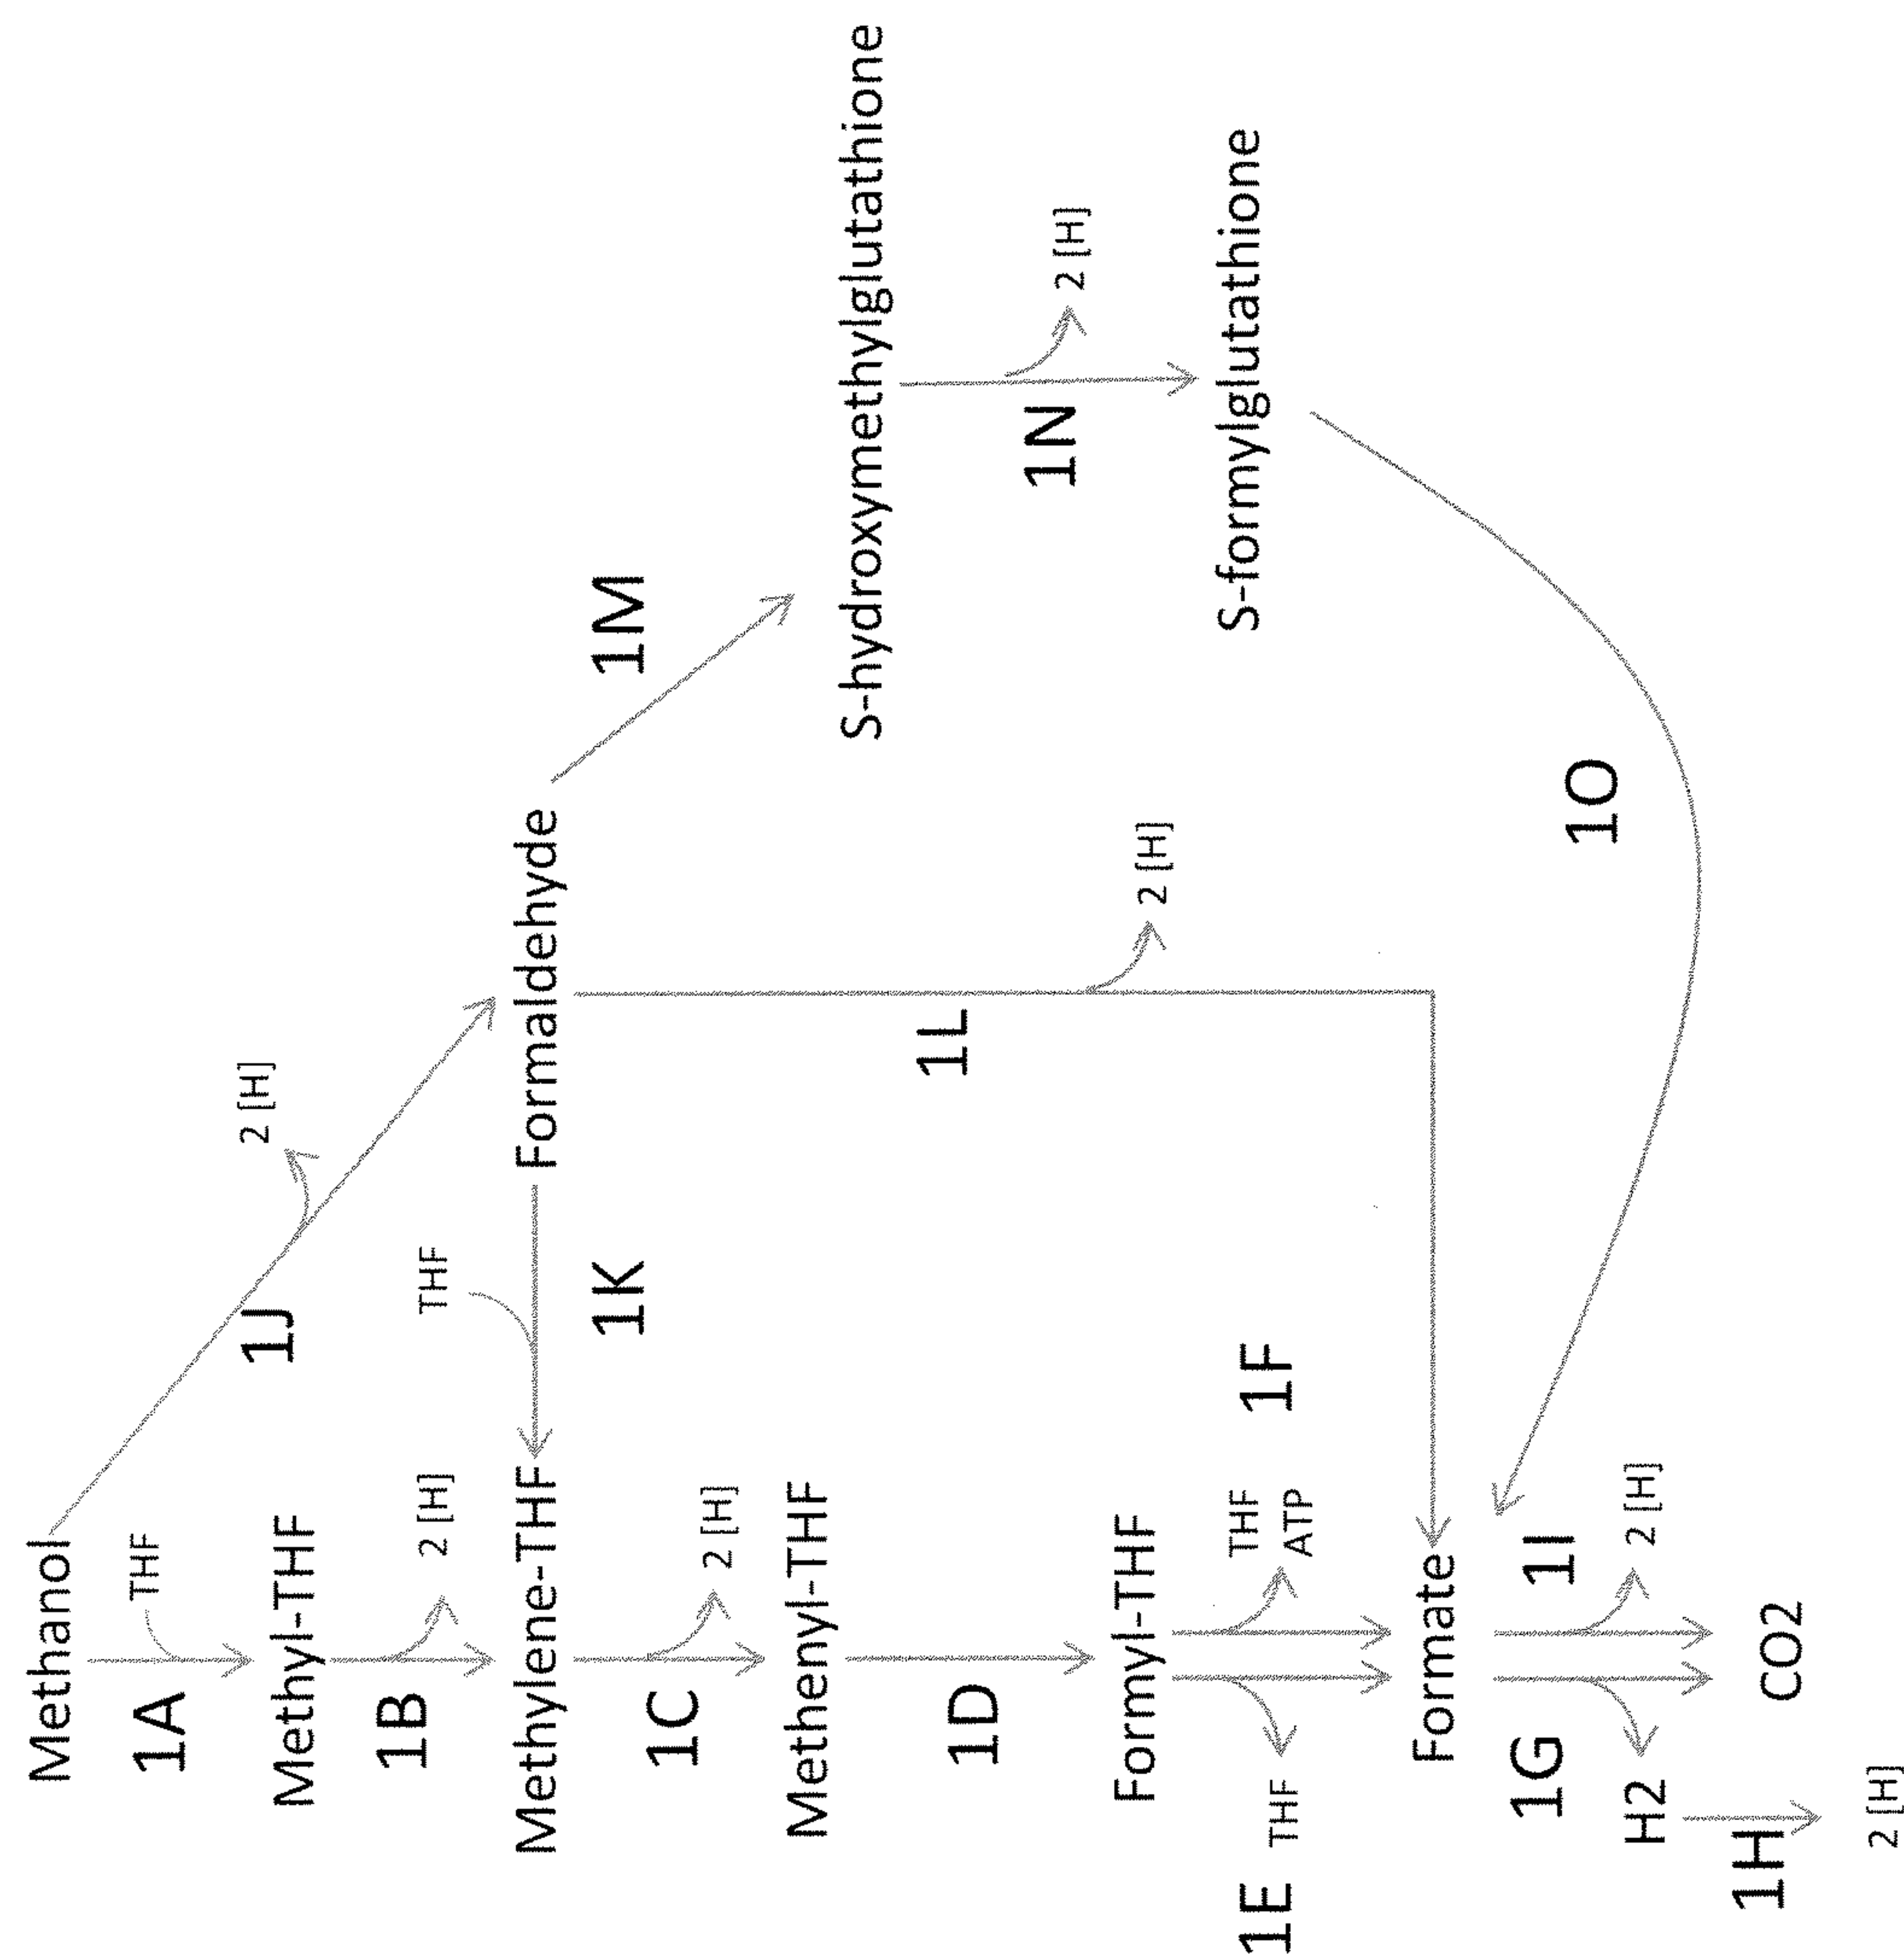 Methanol
1A
THF
Methyl-THF
1B
2 [H]
Methylene-THF
1C
2 [H]
Methenyl-THF
1D
Formyl-THF
1E
THF
THF
ATP
1F
Formate
1G
1I
H2
2 [H]
1H
CO2
2 [H]
1J
2 [H]
THF
1K
Formaldehyde
1L
2 [H]
1M
S-hydroxymethylglutathione
1N
2 [H]
S-formylglutathione
1O